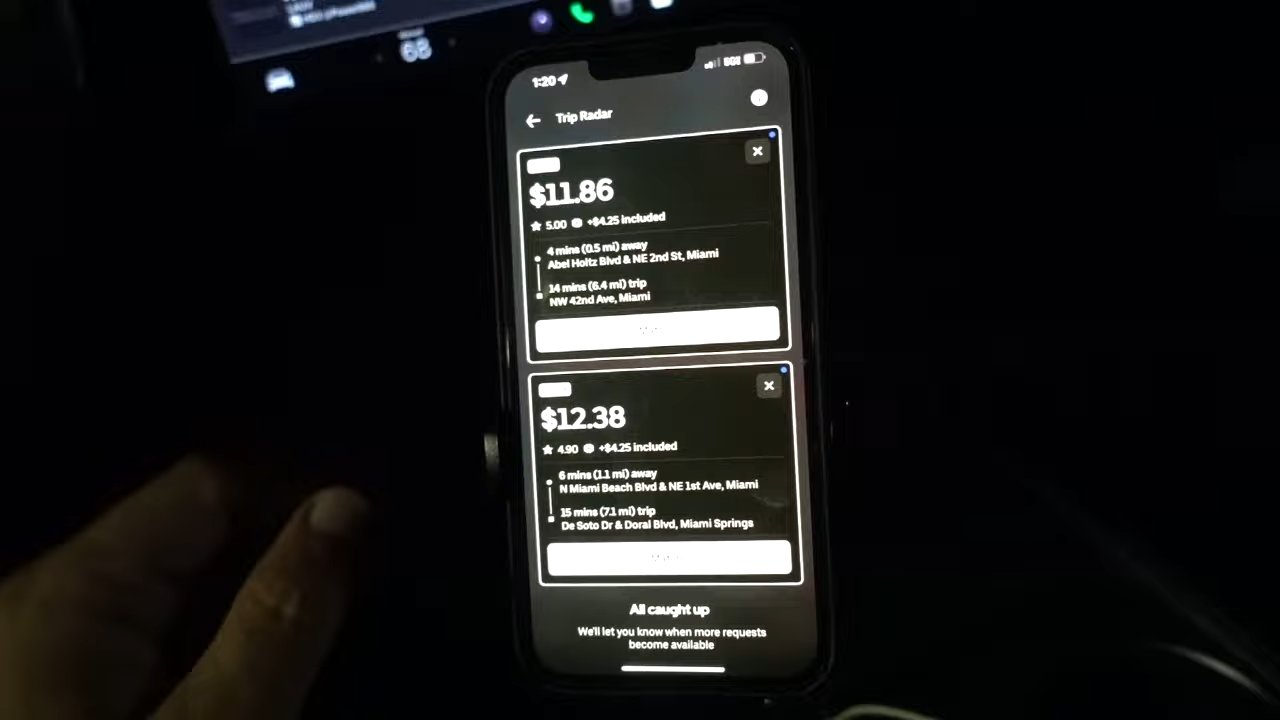 68
1:20
5GE
Trip Radar
$11.86
5.00 +$4.25 included
4 mins (0.5 mi) away
Abel Holtz Blvd & NE 2nd St, Miami
14 mins (6.4 mi) trip
NW 42nd Ave, Miami
$12.38
4.90 +$4.25 included
6 mins (1.1 mi) away
N Miami Beach Blvd & NE 1st Ave, Miami
15 mins (7.1 mi) trip
De Soto Dr & Doral Blvd, Miami Springs
All caught up
We'll let you know when more requests
become available